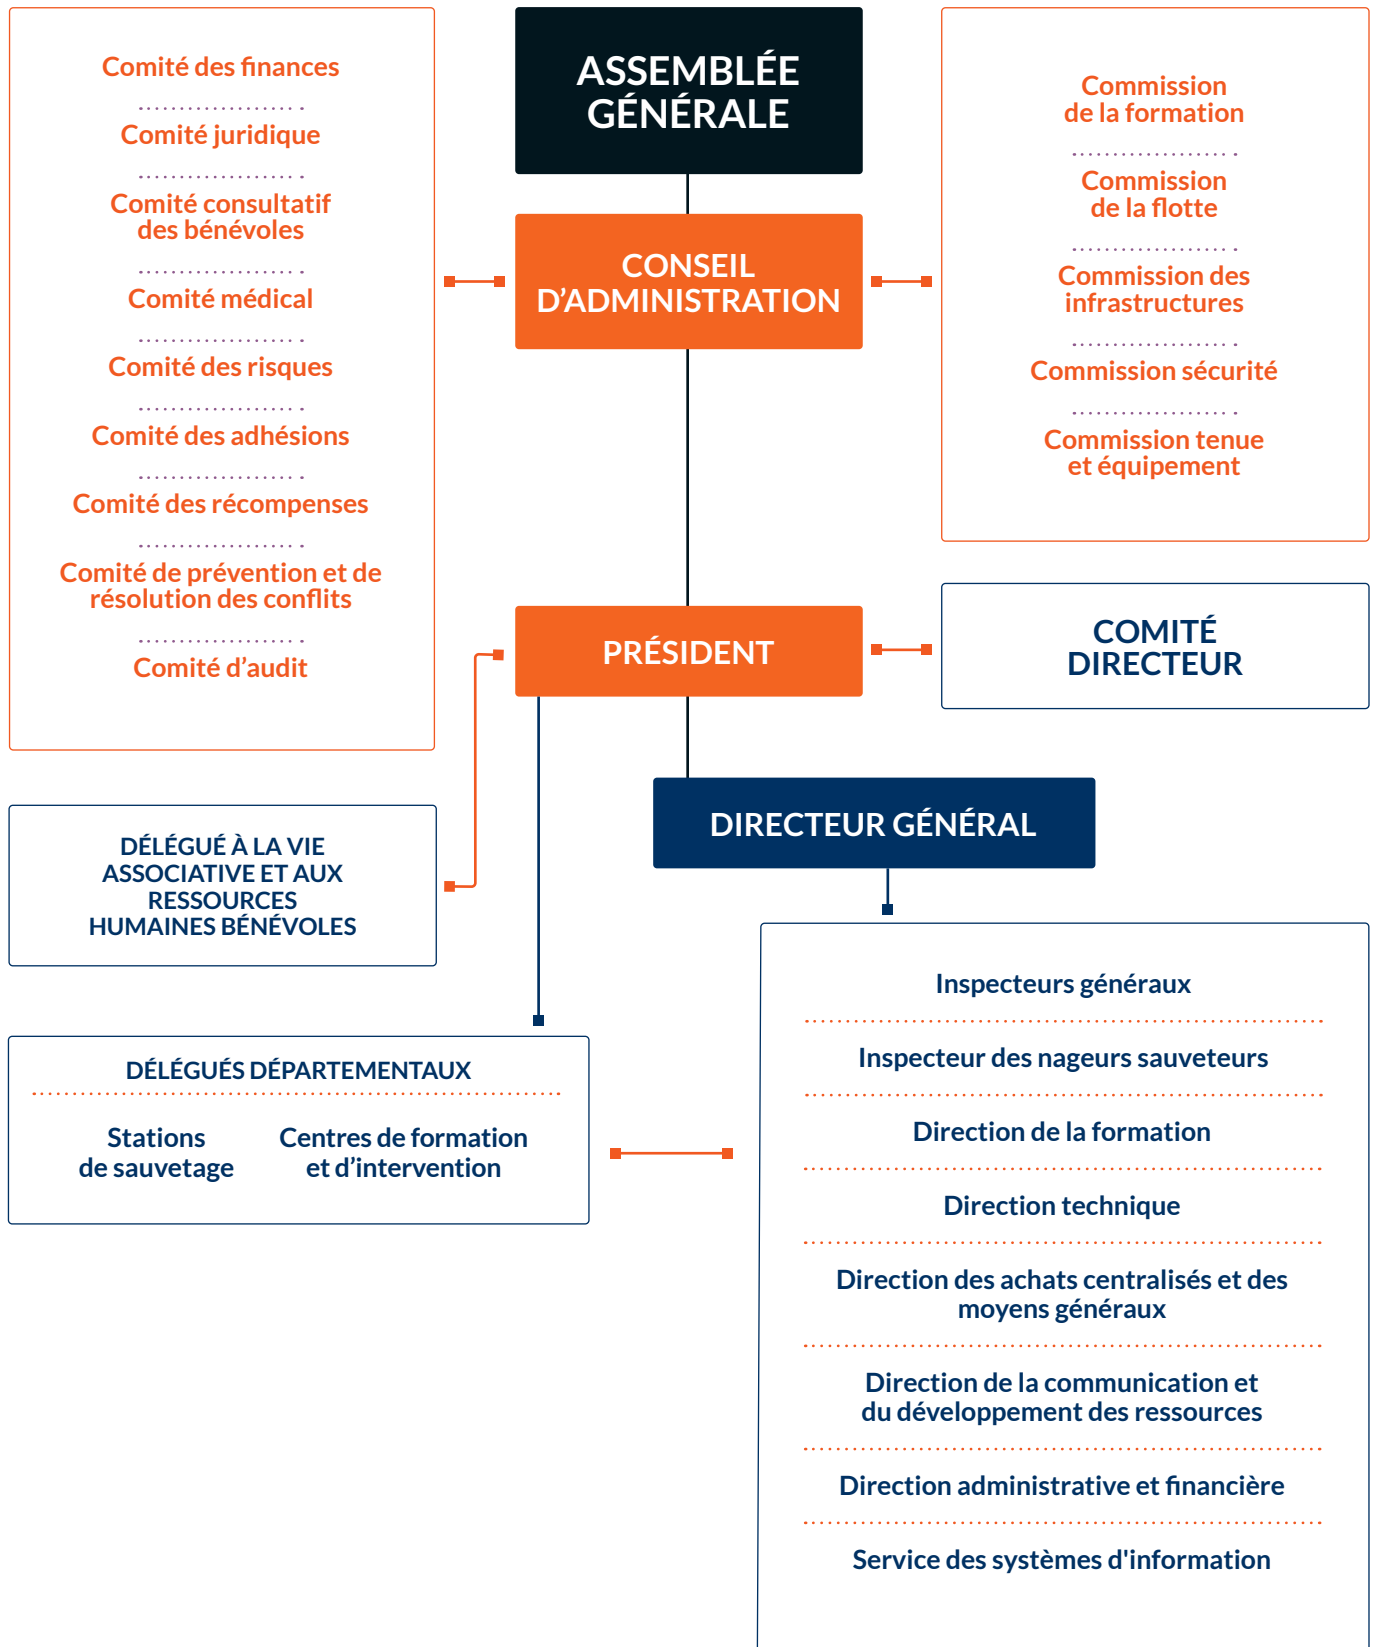 Comité des finances
Comité juridique
Comité consultatif
des bénévoles
Comité médical
Comité des risques
Comité des adhésions
Comité des récompenses
Comité de prévention et de
résolution des conflits
Comité d’audit
ASSEMBLÉE
GÉNÉRALE
CONSEIL
D’ADMINISTRATION
Commission
de la formation
Commission
de la flotte
Commission des
infrastructures
Commission sécurité
Commission tenue
et équipement
PRÉSIDENT
COMITÉ
DIRECTEUR
DIRECTEUR GÉNÉRAL
DÉLÉGUÉ À LA VIE
ASSOCIATIVE ET AUX
RESSOURCES
HUMAINES BÉNÉVOLES
DÉLÉGUÉS DÉPARTEMENTAUX
Stations
de sauvetage
Centres de formation
et d’intervention
Inspecteurs généraux
Inspecteur des nageurs sauveteurs
Direction de la formation
Direction technique
Direction des achats centralisés et des
moyens généraux
Direction de la communication et
du développement des ressources
Direction administrative et financière
Service des systèmes d'information